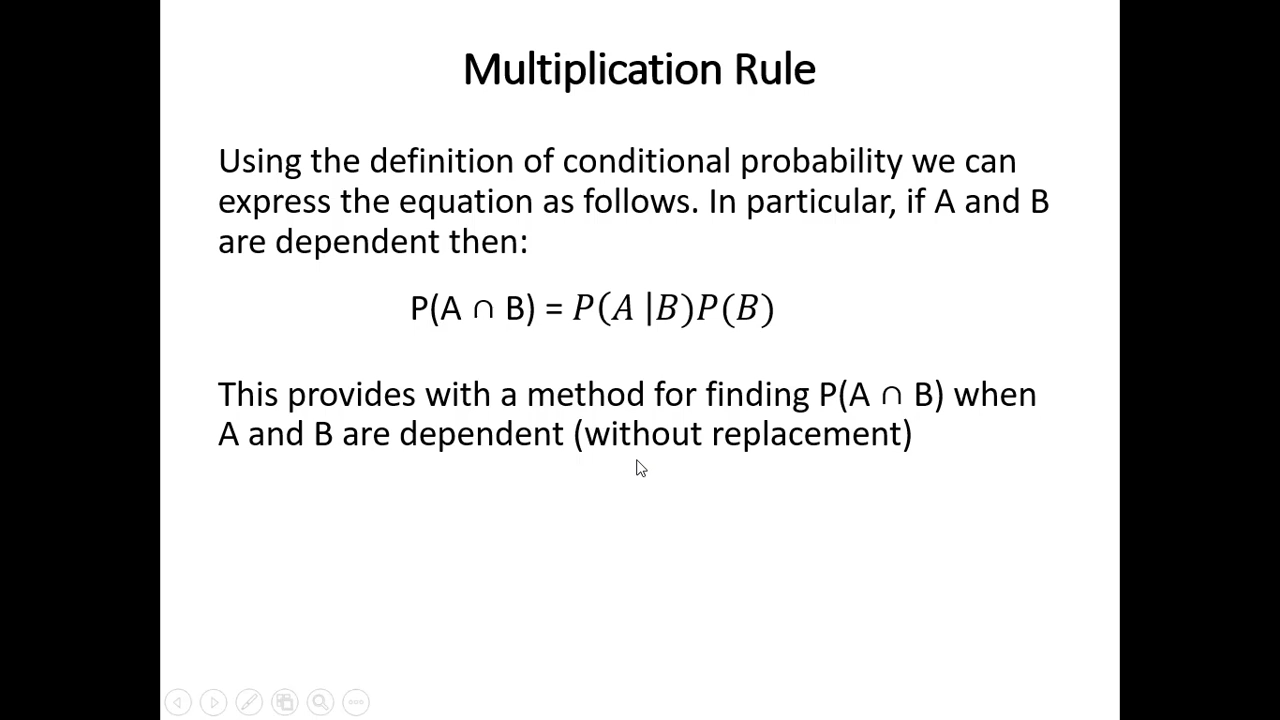 Multiplication Rule
Using the definition of conditional probability we can
express the equation as follows. In particular, if A and B
are dependent then:
P(A ∩ B) = P(A |B)P(B)
This provides with a method for finding P(A ∩ B) when
A and B are dependent (without replacement)